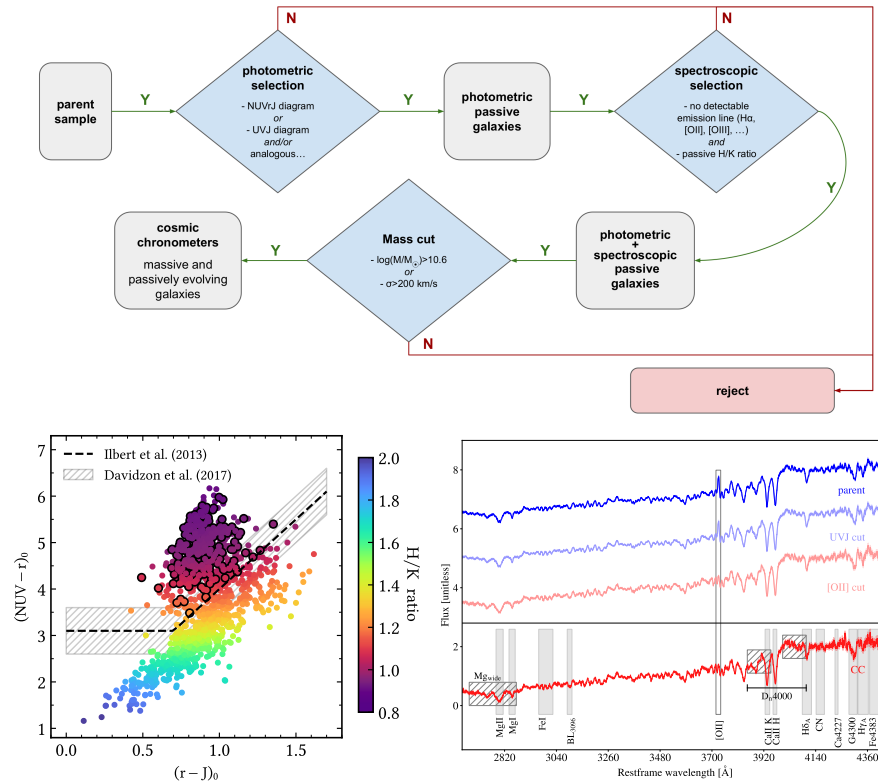 N
parent
sample
Y
photometric
selection
- NUVrJ diagram
or
- UVJ diagram
and/or
analogous…
Y
photometric
passive
galaxies
Y
spectroscopic
selection
- no detectable
emission line (Hα,
[OII], [OIII], …)
and
- passive H/K ratio
N
Y
cosmic
chronometers
massive and
passively evolving
galaxies
Y
Mass cut
- log(M/M☉)>10.6
or
- σ>200 km/s
Y
photometric
+
spectroscopic
passive
galaxies
N
reject
7
6
5
4
3
2
1
(NUV − r)₀
Ilbert et al. (2013)
Davidzon et al. (2017)
0.0
0.5
1.0
1.5
(r − J)₀
2.0
1.8
1.6
1.4
1.2
1.0
0.8
H/K ratio
8
6
4
2
0
Flux [unitless]
parent
UVJ cut
[OII] cut
CC
Mgwide
Dn4000
MgII
MgI
FeI
BL3096
[OII]
CaII K
CaII H
HδA
CN
Ca4227
G4300
HγA
Fe4383
2820
3040
3260
3480
3700
3920
4140
4360
Restframe wavelength [Å]